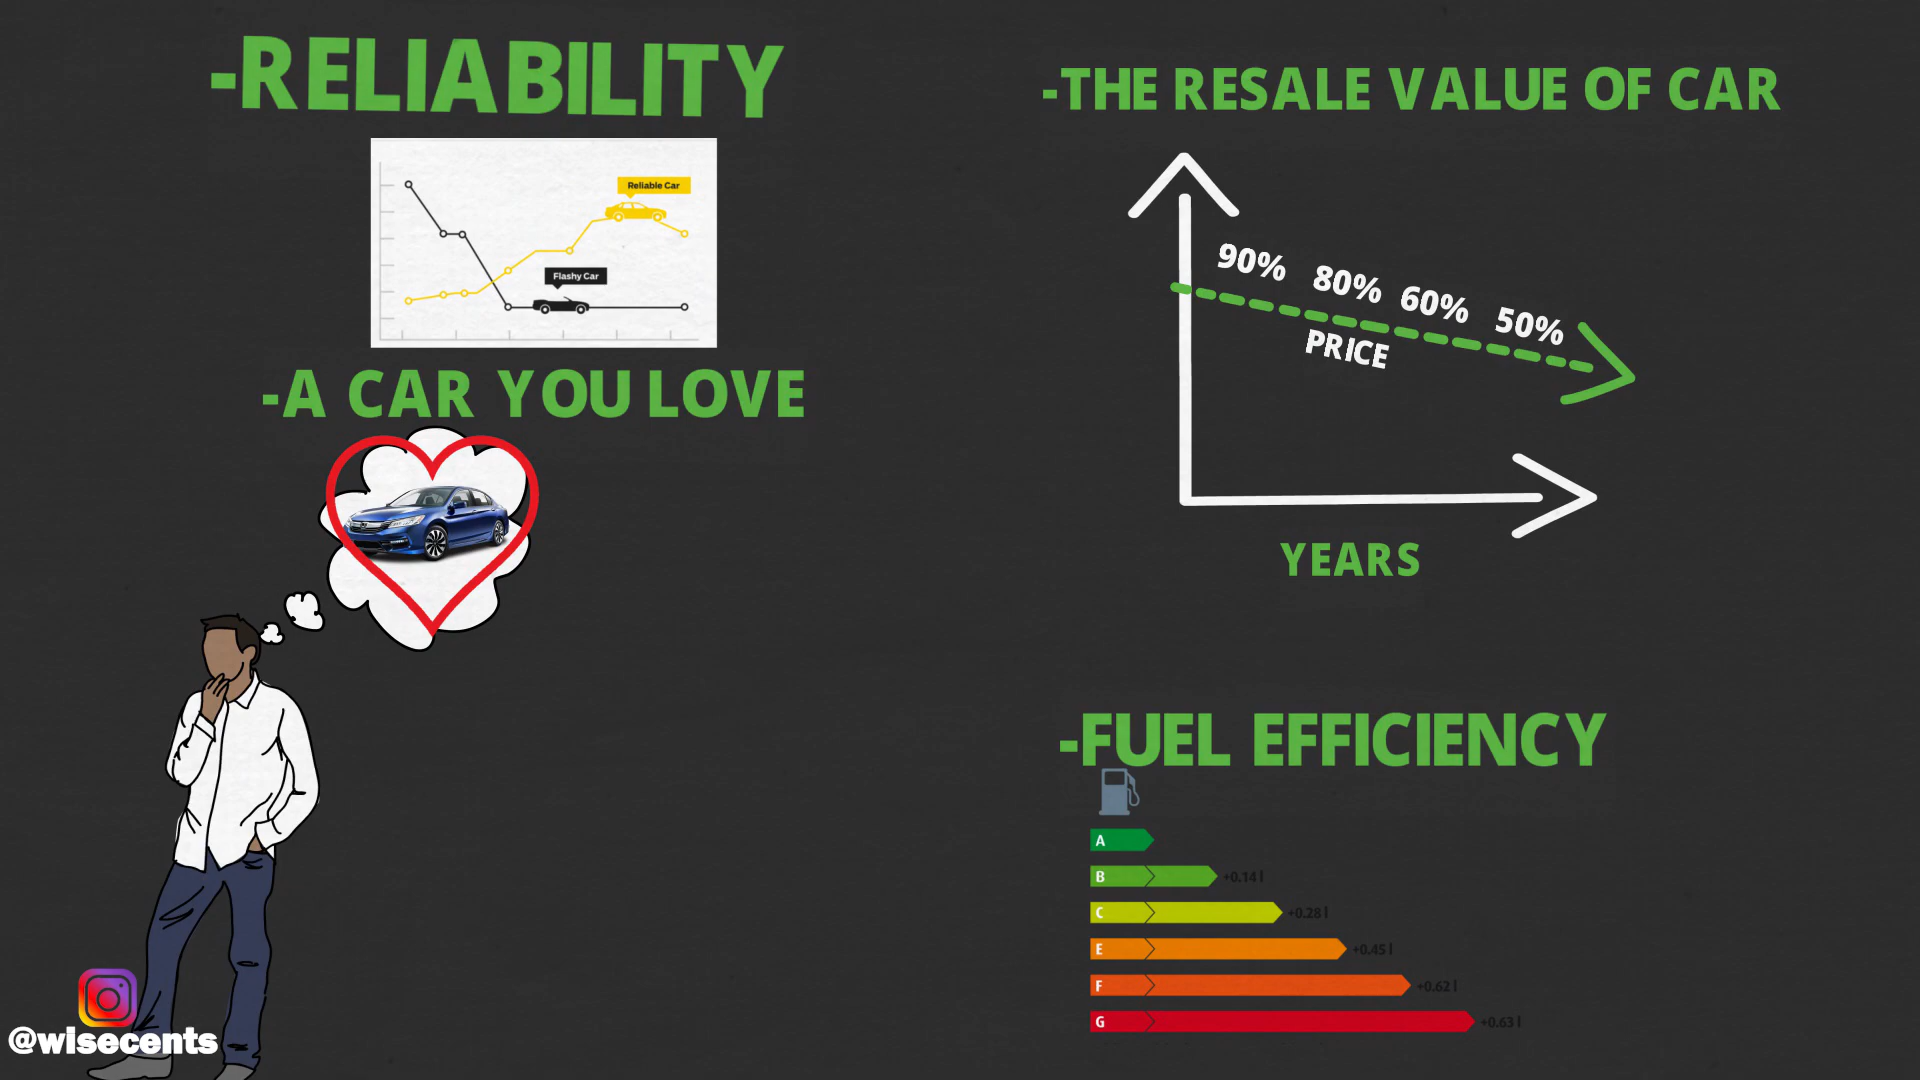 -RELIABILITY
Reliable Car
Flashy Car
-A CAR YOU LOVE
-THE RESALE VALUE OF CAR
90% 80% 60% 50%
PRICE
YEARS
-FUEL EFFICIENCY
A
B +0.14 l
C +0.28 l
E +0.45 l
F +0.62 l
G +0.63 l
@wisecents